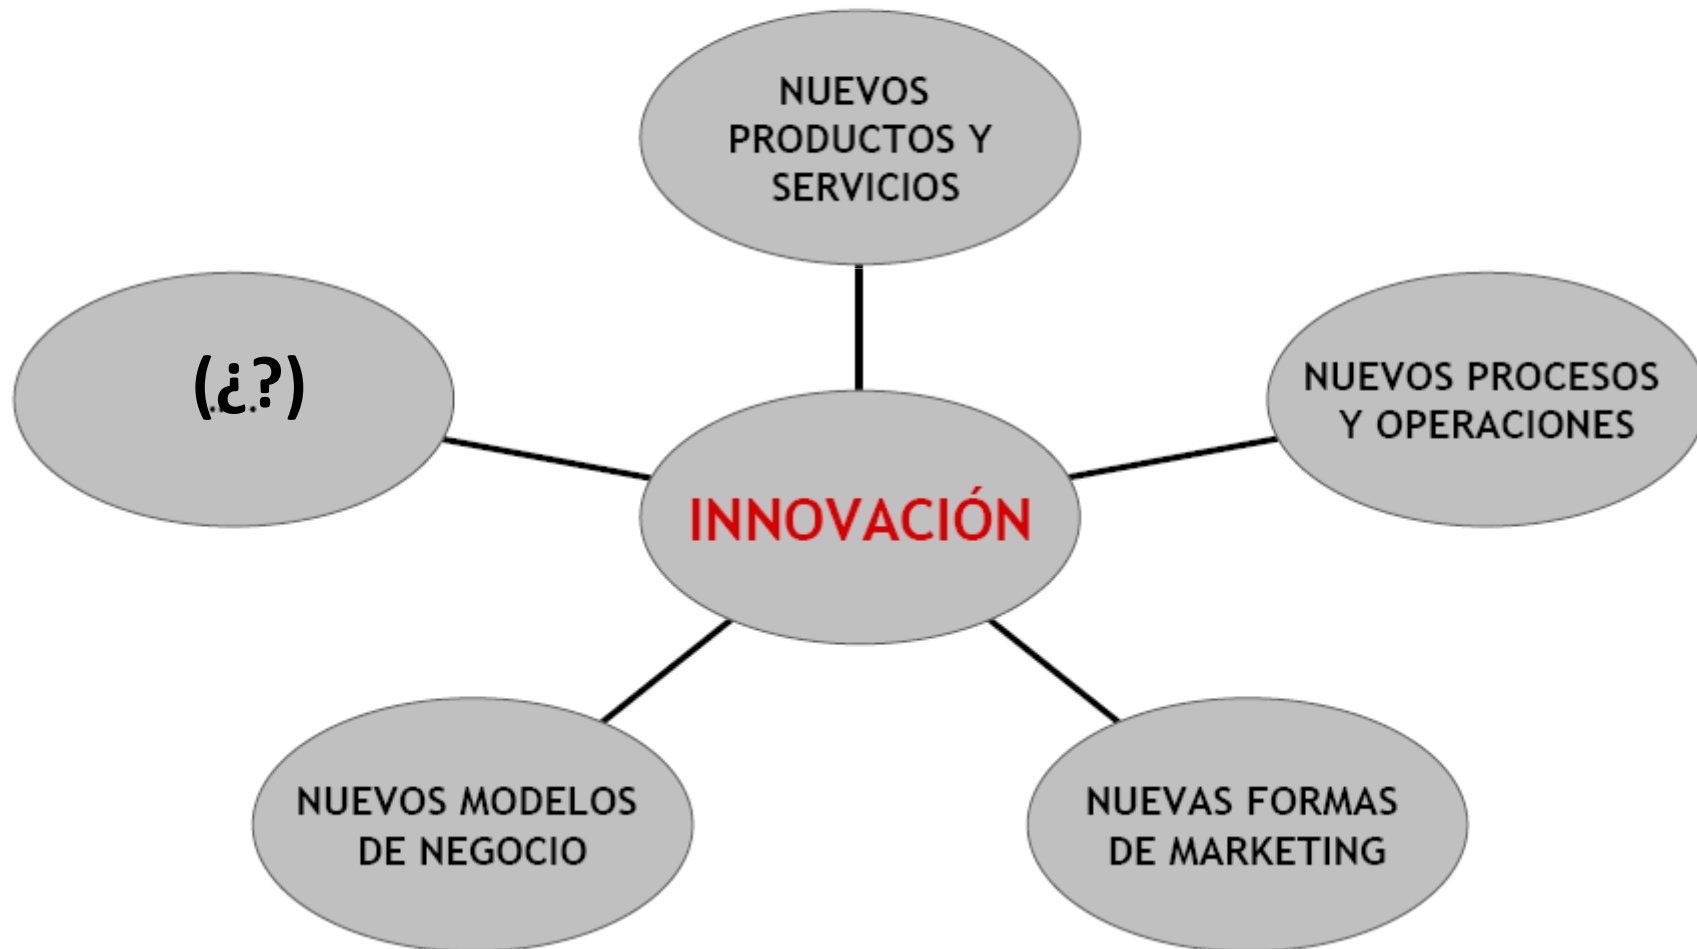 NUEVOS
PRODUCTOS Y
SERVICIOS
(¿?)
NUEVOS PROCESOS
Y OPERACIONES
INNOVACIÓN
NUEVOS MODELOS
DE NEGOCIO
NUEVAS FORMAS
DE MARKETING